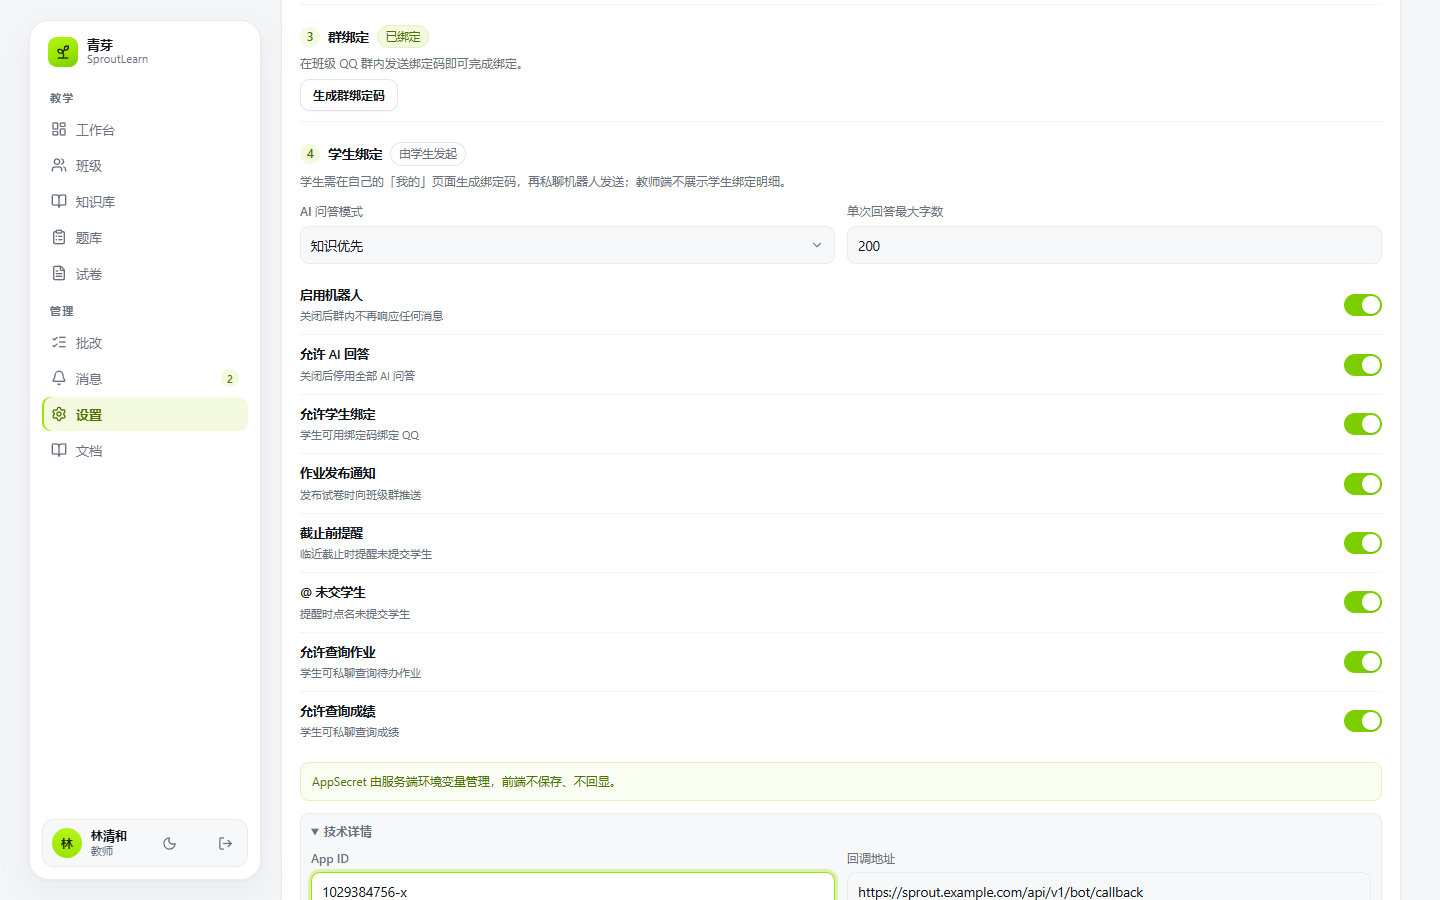 青芽
SproutLearn
教学
工作台
班级
知识库
题库
试卷
管理
批改
消息
2
设置
文档
林
林清和
教师
3 群绑定 已绑定
在班级 QQ 群内发送绑定码即可完成绑定。
生成群绑定码
4 学生绑定 由学生发起
学生需在自己的「我的」页面生成绑定码，再私聊机器人发送；教师端不展示学生绑定明细。
AI 问答模式
知识优先
单次回答最大字数
200
启用机器人
关闭后群内不再响应任何消息
允许 AI 回答
关闭后停用全部 AI 问答
允许学生绑定
学生可用绑定码绑定 QQ
作业发布通知
发布试卷时向班级群推送
截止前提醒
临近截止时提醒未提交学生
@ 未交学生
提醒时点名未提交学生
允许查询作业
学生可私聊查询待办作业
允许查询成绩
学生可私聊查询成绩
AppSecret 由服务端环境变量管理，前端不保存、不回显。
▼ 技术详情
App ID
1029384756-x
回调地址
https://sprout.example.com/api/v1/bot/callback